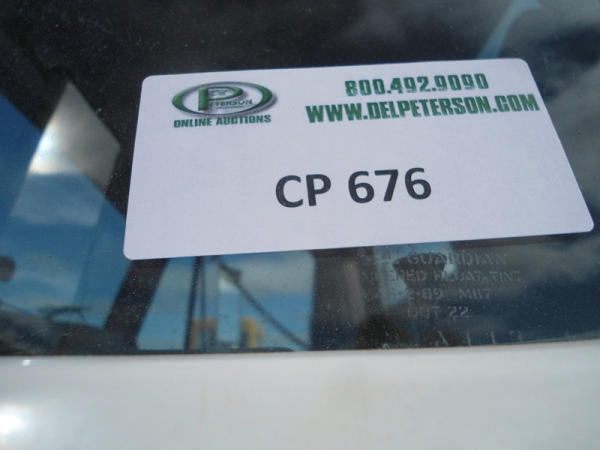 PETERSON
ONLINE AUCTIONS
800.492.9090
WWW.DELPETERSON.COM
CP 676
GUARDIAN
DOT 22